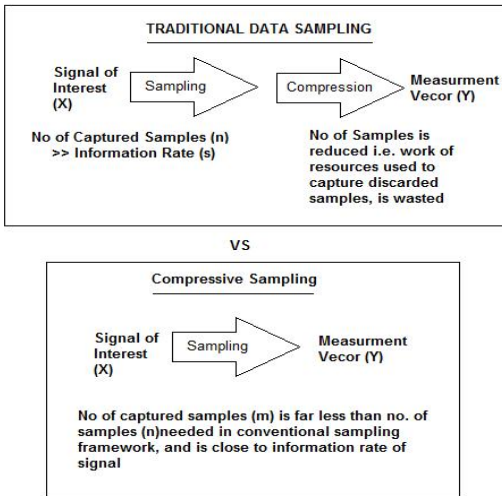 TRADITIONAL DATA SAMPLING
Signal of
Interest
(X)
Sampling
Compression
Measurment
Vecor (Y)
No of Captured Samples (n)
>> Information Rate (s)
No of Samples is
reduced i.e. work of
resources used to
capture discarded
samples, is wasted
VS
Compressive Sampling
Signal of
Interest
(X)
Sampling
Measurment
Vecor (Y)
No of captured samples (m) is far less than no. of
samples (n)needed in conventional sampling
framework, and is close to information rate of
signal